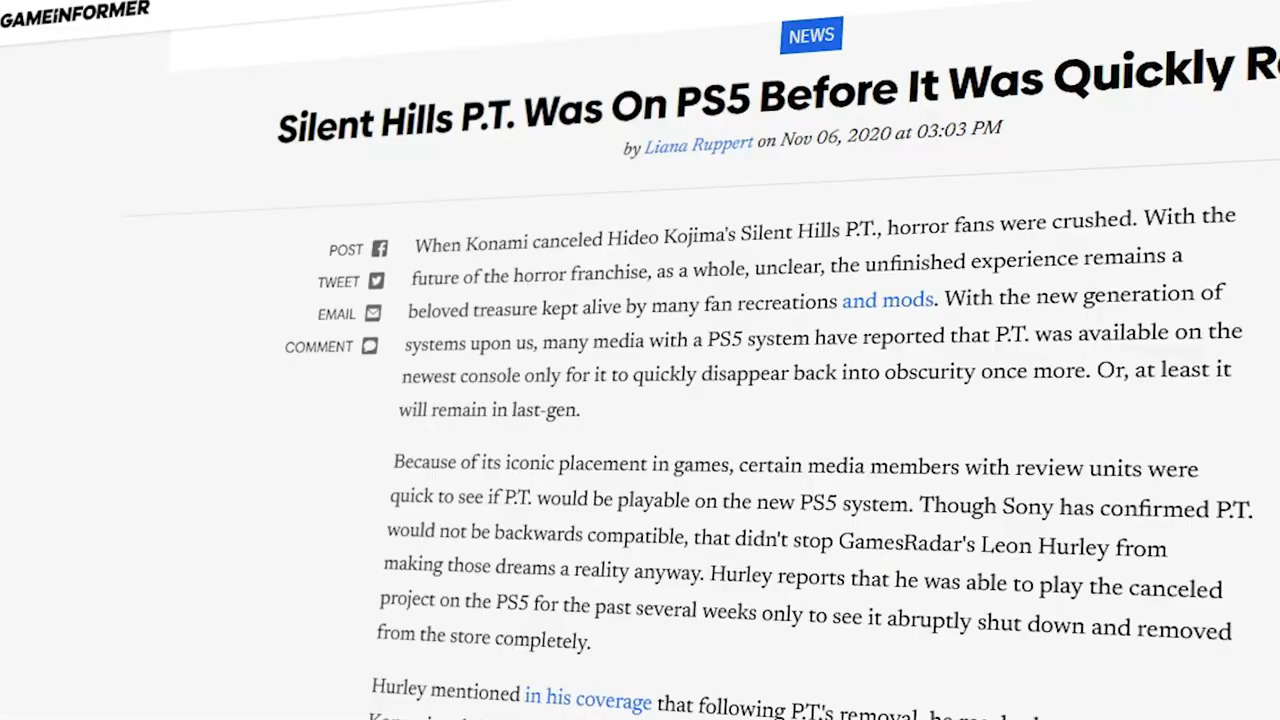 GAMEINFORMER
NEWS
Silent Hills P.T. Was On PS5 Before It Was Quickly
by Liana Ruppert on Nov 06, 2020 at 03:03 PM
POST
TWEET
EMAIL
COMMENT
When Konami canceled Hideo Kojima's Silent Hills P.T., horror fans were crushed. With the
future of the horror franchise, as a whole, unclear, the unfinished experience remains a
beloved treasure kept alive by many fan recreations and mods. With the new generation of
systems upon us, many media with a PS5 system have reported that P.T. was available on the
newest console only for it to quickly disappear back into obscurity once more. Or, at least it
will remain in last-gen.
Because of its iconic placement in games, certain media members with review units were
quick to see if P.T. would be playable on the new PS5 system. Though Sony has confirmed P.T.
would not be backwards compatible, that didn't stop GamesRadar's Leon Hurley from
making those dreams a reality anyway. Hurley reports that he was able to play the canceled
project on the PS5 for the past several weeks only to see it abruptly shut down and removed
from the store completely.
Hurley mentioned in his coverage that following P.T.'s removal, he